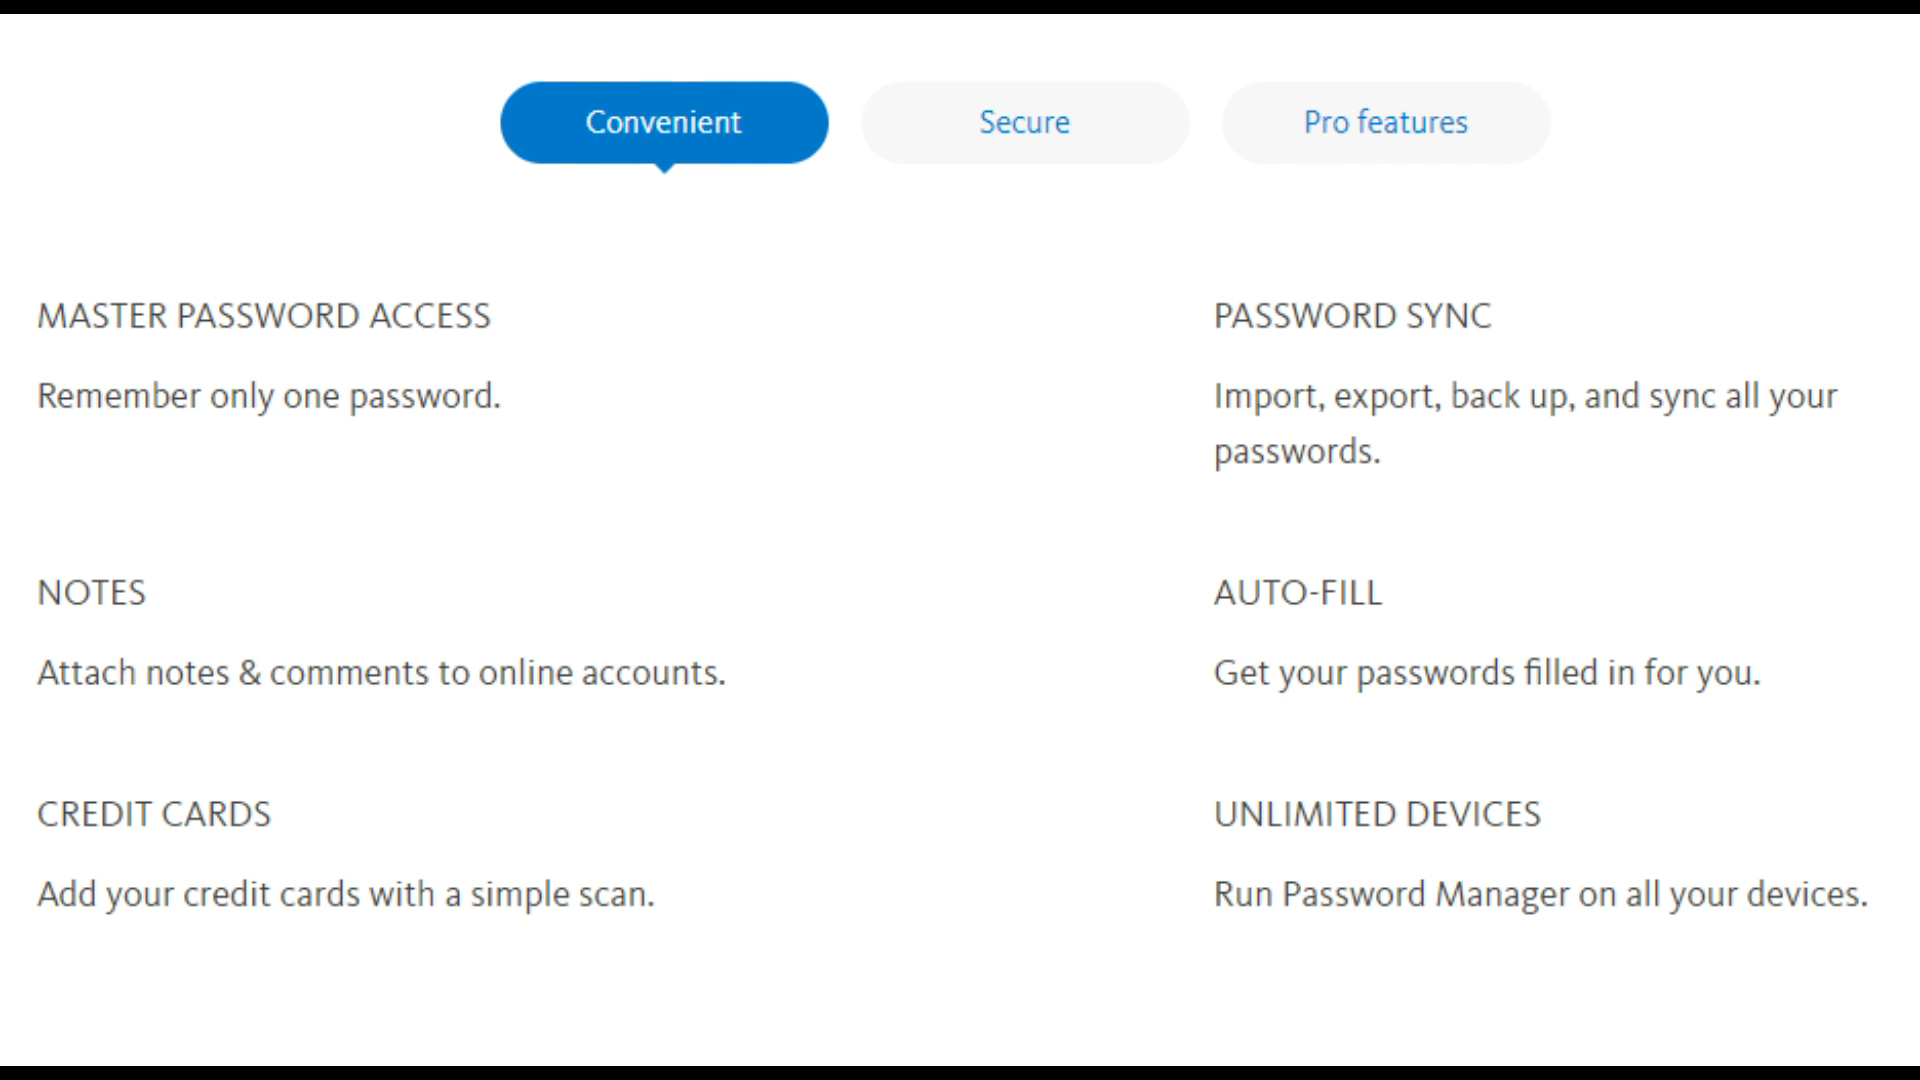 Convenient
Secure
Pro features
MASTER PASSWORD ACCESS
Remember only one password.
PASSWORD SYNC
Import, export, back up, and sync all your
passwords.
NOTES
Attach notes & comments to online accounts.
AUTO-FILL
Get your passwords filled in for you.
CREDIT CARDS
Add your credit cards with a simple scan.
UNLIMITED DEVICES
Run Password Manager on all your devices.